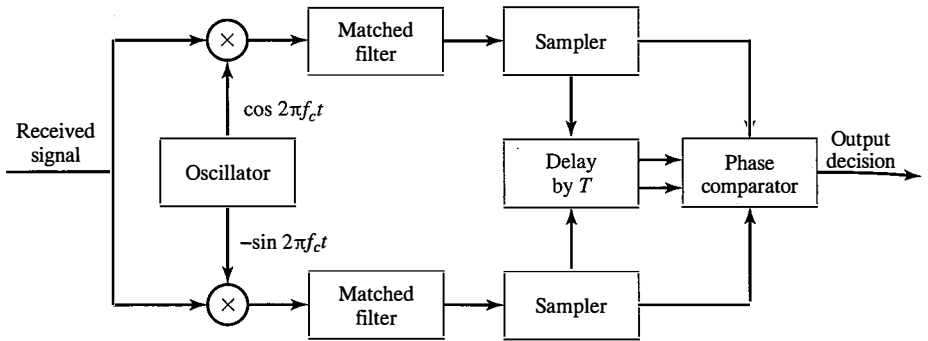 Matched
filter
Sampler
×
cos 2πf_ct
Received
signal
Oscillator
Delay
by T
Phase
comparator
Output
decision
–sin 2πf_ct
×
Matched
filter
Sampler